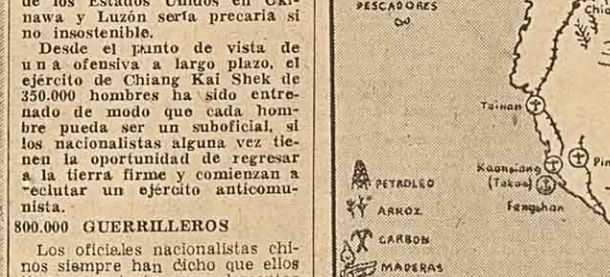 de los Estados Unidos en Oki-
nawa y Luzón sería precaria si
no insostenible.
Desde el punto de vista de
una ofensiva a largo plazo, el
ejército de Chiang Kai Shek de
350.000 hombres ha sido entre-
nado de modo que cada hom-
bre pueda ser un suboficial, si
los nacionalistas alguna vez tie-
nen la oportunidad de regresar
a la tierra firme y comienzan a
reclutar un ejército anticomu-
nista.
800.000 GUERRILLEROS
Los oficiales nacionalistas chi-
nos siempre han dicho que ellos
PESCADORES
Chia
Tainan
Pin
(Takao)
Fengshan
PETROLEO
ARROZ
CARBON
MADERAS